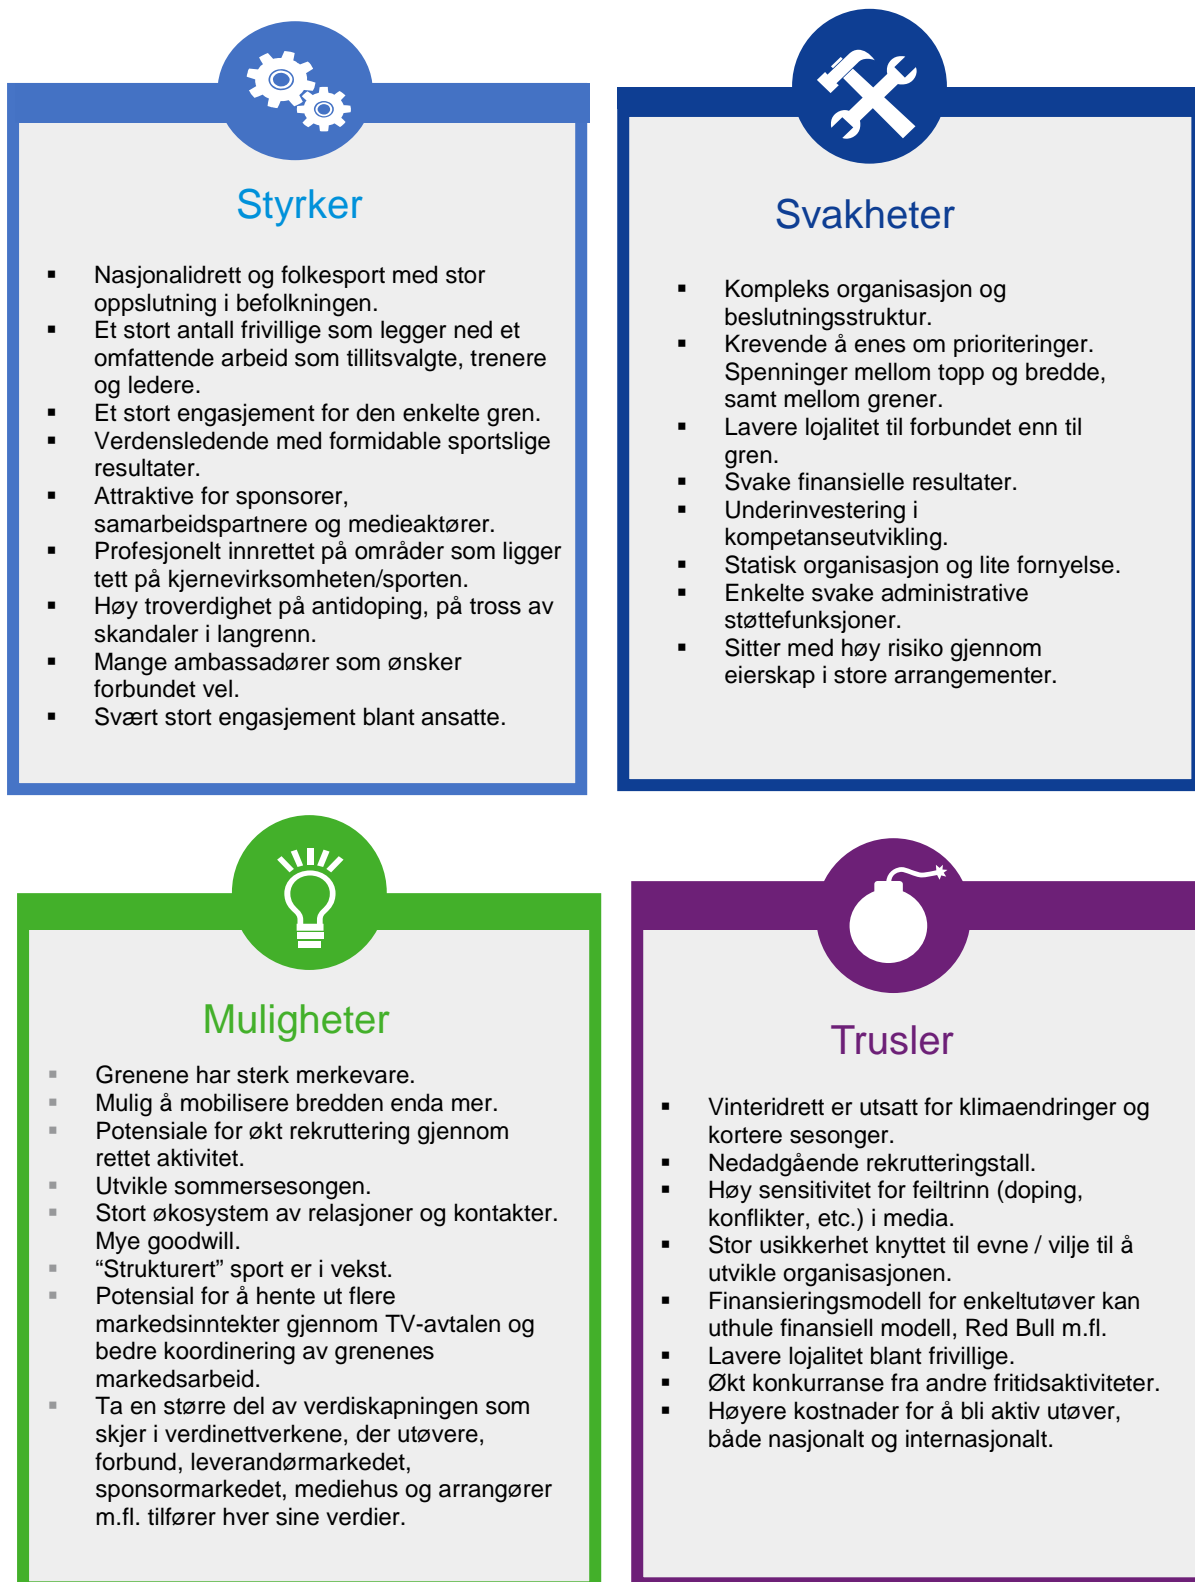 Styrker
▪ Nasjonalidrett og folkesport med stor
oppslutning i befolkningen.
▪ Et stort antall frivillige som legger ned et
omfattende arbeid som tillitsvalgte, trenere
og ledere.
▪ Et stort engasjement for den enkelte gren.
▪ Verdensledende med formidable sportslige
resultater.
▪ Attraktive for sponsorer,
samarbeidspartnere og medieaktører.
▪ Profesjonelt innrettet på områder som ligger
tett på kjernevirksomheten/sporten.
▪ Høy troverdighet på antidoping, på tross av
skandaler i langrenn.
▪ Mange ambassadører som ønsker
forbundet vel.
▪ Svært stort engasjement blant ansatte.
Svakheter
▪ Kompleks organisasjon og
beslutningsstruktur.
▪ Krevende å enes om prioriteringer.
Spenninger mellom topp og bredde,
samt mellom grener.
▪ Lavere lojalitet til forbundet enn til
gren.
▪ Svake finansielle resultater.
▪ Underinvestering i
kompetanseutvikling.
▪ Statisk organisasjon og lite fornyelse.
▪ Enkelte svake administrative
støttefunksjoner.
▪ Sitter med høy risiko gjennom
eierskap i store arrangementer.
Muligheter
▪ Grenene har sterk merkevare.
▪ Mulig å mobilisere bredden enda mer.
▪ Potensiale for økt rekruttering gjennom
rettet aktivitet.
▪ Utvikle sommersesongen.
▪ Stort økosystem av relasjoner og kontakter.
Mye goodwill.
▪ “Strukturert” sport er i vekst.
▪ Potensial for å hente ut flere
markedsinntekter gjennom TV-avtalen og
bedre koordinering av grenenes
markedsarbeid.
▪ Ta en større del av verdiskapningen som
skjer i verdinettverkene, der utøvere,
forbund, leverandørmarkedet,
sponsormarkedet, mediehus og arrangører
m.fl. tilfører hver sine verdier.
Trusler
▪ Vinteridrett er utsatt for klimaendringer og
kortere sesonger.
▪ Nedadgående rekrutteringstall.
▪ Høy sensitivitet for feiltrinn (doping,
konflikter, etc.) i media.
▪ Stor usikkerhet knyttet til evne / vilje til å
utvikle organisasjonen.
▪ Finansieringsmodell for enkeltutøver kan
uthule finansiell modell, Red Bull m.fl.
▪ Lavere lojalitet blant frivillige.
▪ Økt konkurranse fra andre fritidsaktiviteter.
▪ Høyere kostnader for å bli aktiv utøver,
både nasjonalt og internasjonalt.